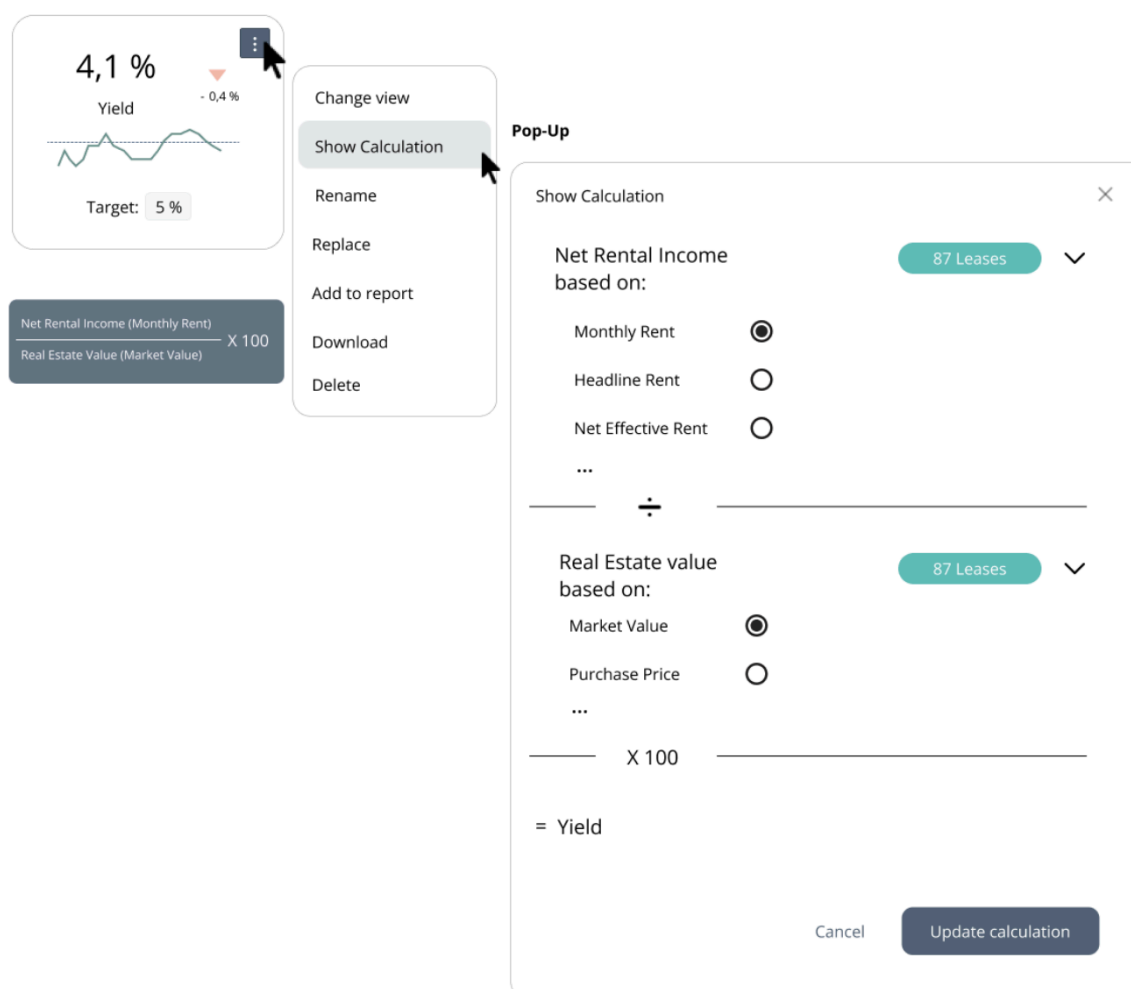 4,1 %
- 0,4 %
Yield
Target: 5 %
Net Rental Income (Monthly Rent)
X 100
Real Estate Value (Market Value)
Change view
Show Calculation
Rename
Replace
Add to report
Download
Delete
Pop-Up
Show Calculation
Net Rental Income
based on:
87 Leases
Monthly Rent
Headline Rent
Net Effective Rent
...
÷
Real Estate value
based on:
87 Leases
Market Value
Purchase Price
...
X 100
= Yield
Cancel
Update calculation